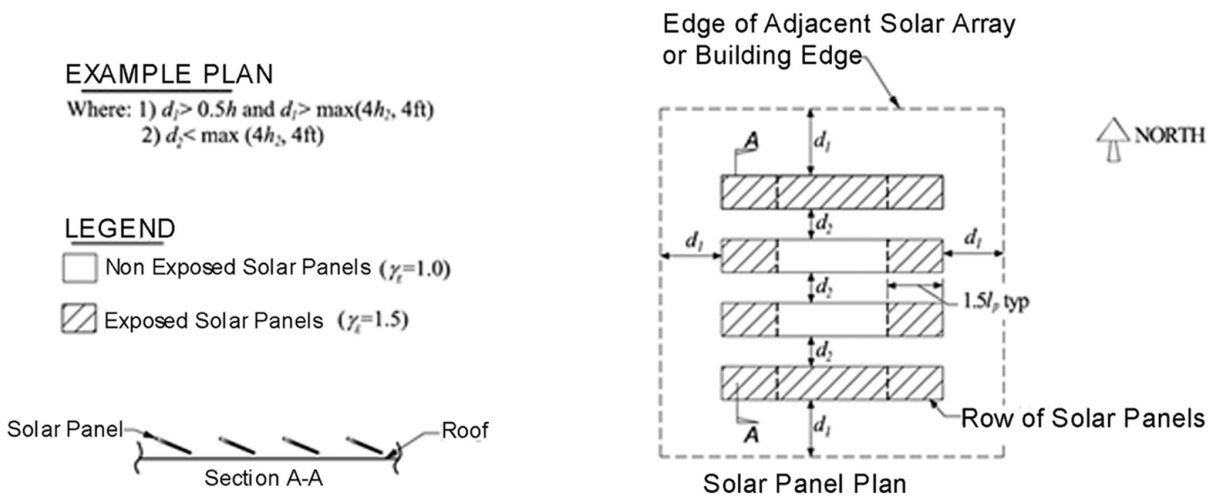 EXAMPLE PLAN
Where: 1) d₁> 0.5h and d₁> max(4h₂, 4ft)
2) d₂< max (4h₂, 4ft)
LEGEND
Non Exposed Solar Panels (γ_E=1.0)
Exposed Solar Panels (γ_E=1.5)
Solar Panel
Roof
Section A-A
Edge of Adjacent Solar Array
or Building Edge
NORTH
A
d₁
d₂
d₁
d₁
d₂
1.5lₚ typ
d₂
Row of Solar Panels
A
d₁
Solar Panel Plan